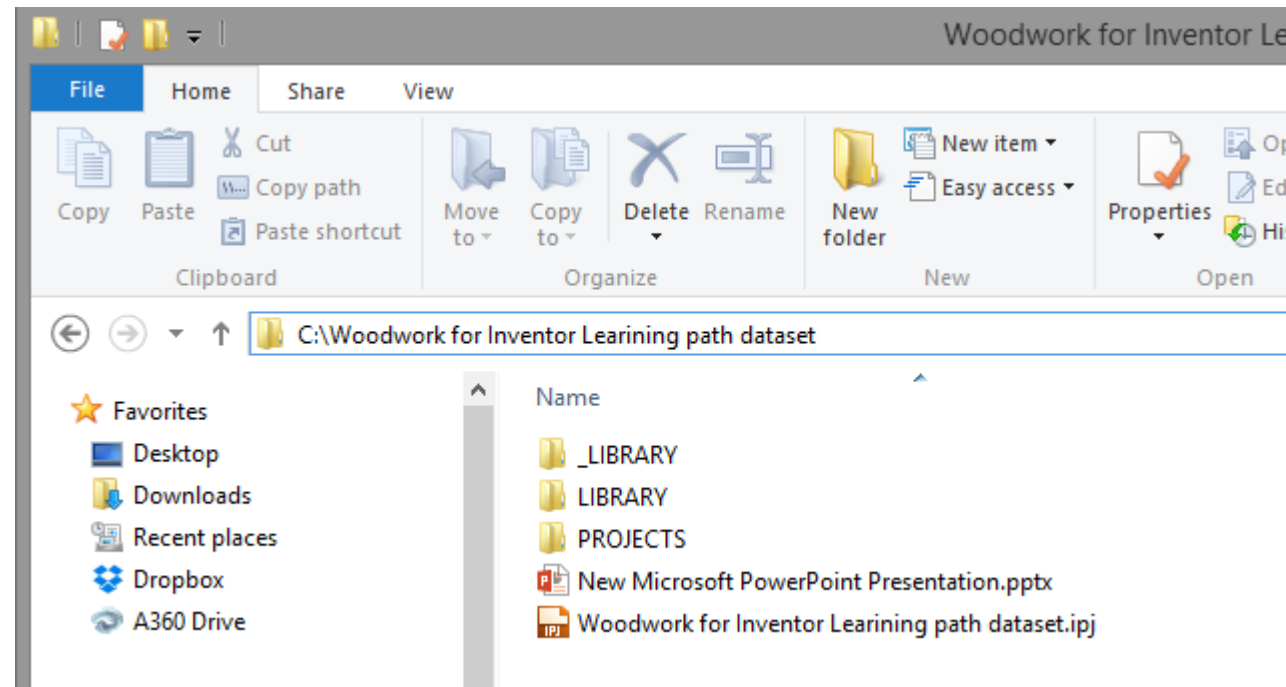 Woodwork for Inventor Le
File Home Share View
Copy
Paste
Cut
Copy path
Paste shortcut
Clipboard
Move to
Copy to
Delete
Rename
Organize
New folder
New item
Easy access
New
Properties
Op
Ed
His
Open
C:\Woodwork for Inventor Learining path dataset
Favorites
Desktop
Downloads
Recent places
Dropbox
A360 Drive
Name
_LIBRARY
LIBRARY
PROJECTS
New Microsoft PowerPoint Presentation.pptx
Woodwork for Inventor Learining path dataset.ipj